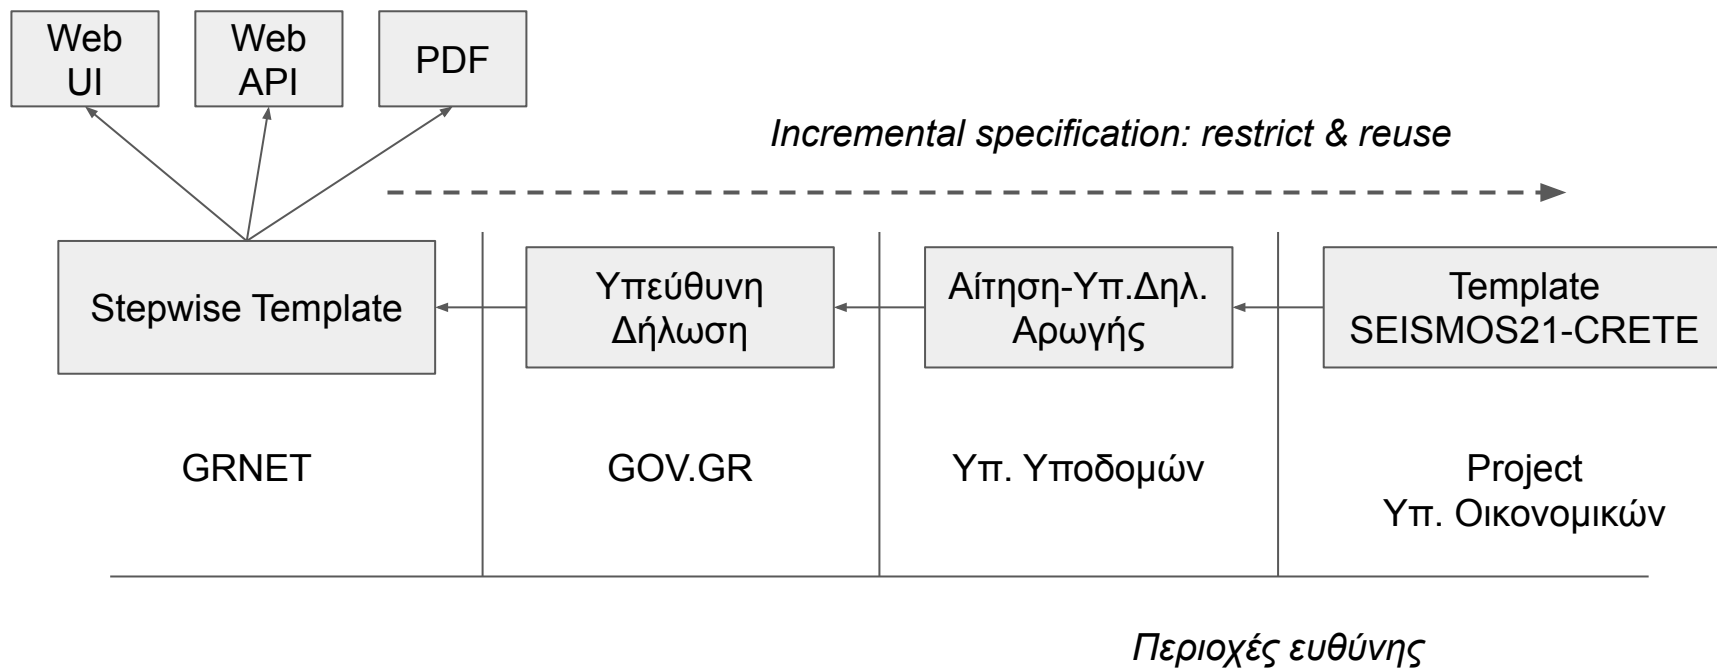 Web
UI
Web
API
PDF
Incremental specification: restrict & reuse
Stepwise Template
Υπεύθυνη
Δήλωση
Αίτηση-Υπ.Δηλ.
Αρωγής
Template
SEISMOS21-CRETE
GRNET
GOV.GR
Υπ. Υποδομών
Project
Υπ. Οικονομικών
Περιοχές ευθύνης